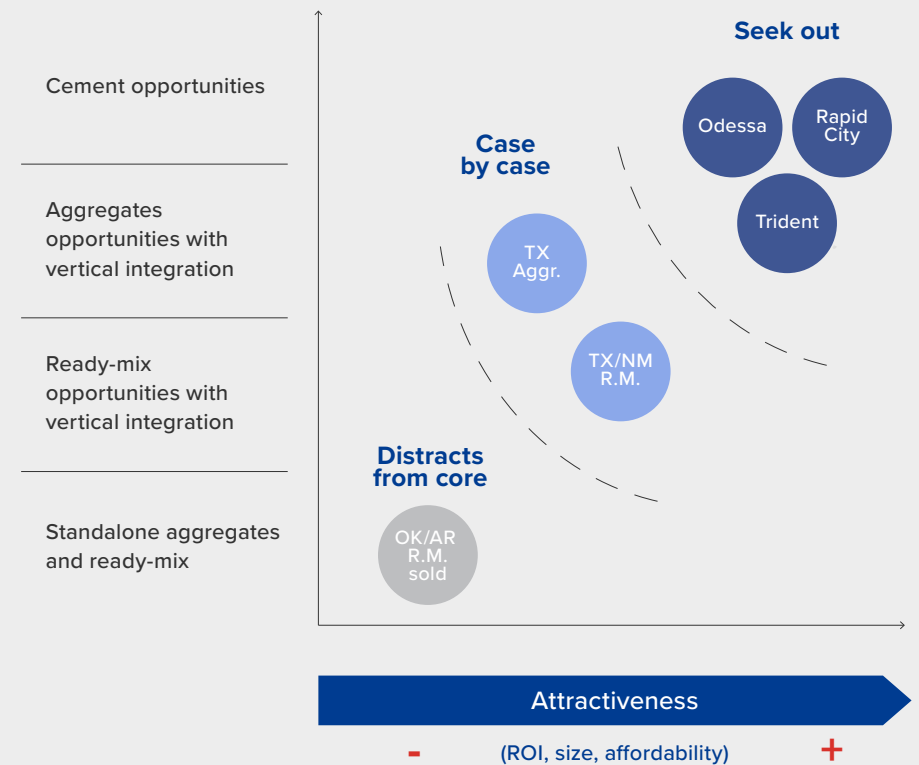 Seek out
Cement opportunities
Odessa
Rapid
City
Case
by case
Aggregates
opportunities with
vertical integration
Trident
TX
Aggr.
Ready-mix
opportunities with
vertical integration
TX/NM
R.M.
Distracts
from core
Standalone aggregates
and ready-mix
OK/AR
R.M.
sold
Attractiveness
-
(ROI, size, affordability)
+